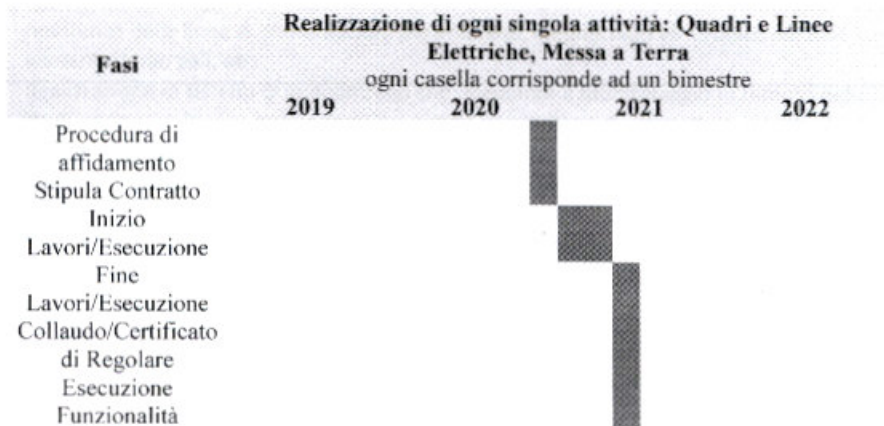 Realizzazione di ogni singola attività: Quadri e Linee
Elettriche, Messa a Terra
Fasi
ogni casella corrisponde ad un bimestre
2019 2020 2021 2022
Procedura di
affidamento
Stipula Contratto
Inizio
Lavori/Esecuzione
Fine
Lavori/Esecuzione
Collaudo/Certificato
di Regolare
Esecuzione
Funzionalità